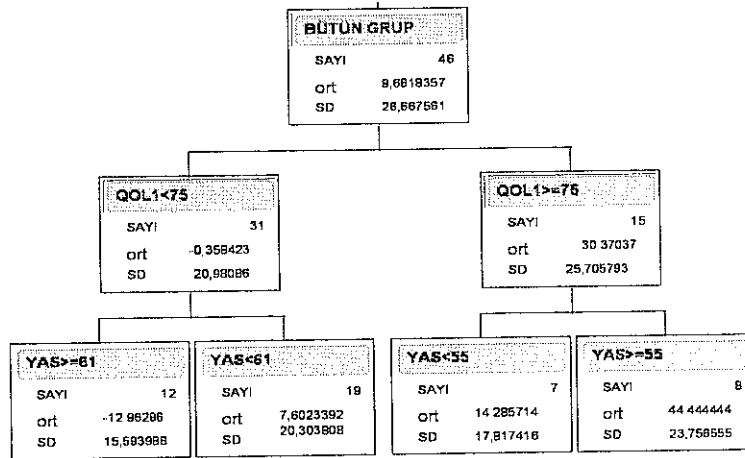 BÜTÜN GRUP
SAYI 46
ort 9,6819357
SD 26,667561
QOL1<75
SAYI 31
ort -0,358423
SD 20,98086
QOL1>=75
SAYI 15
ort 30 37037
SD 25,705793
YAS>=61
SAYI 12
ort -12 96296
SD 15,593988
YAS<61
SAYI 19
ort 7,6023392
SD 20,303808
YAS<55
SAYI 7
ort 14 285714
SD 17,817416
YAS>=55
SAYI 8
ort 44 444444
SD 23,756555